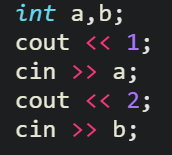 int a,b;
cout << 1;
cin >> a;
cout << 2;
cin >> b;